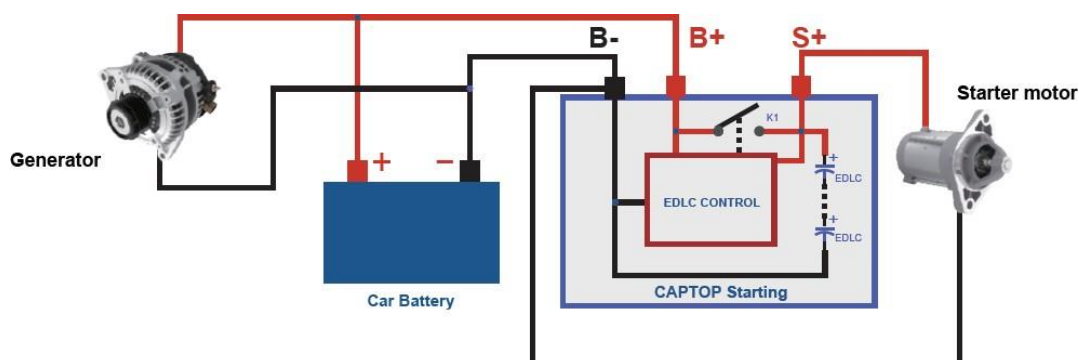 B- B+ S+
Starter motor
K1
Generator
+ −
+
EDLC
EDLC CONTROL
+
EDLC
CAPTOP Starting
Car Battery